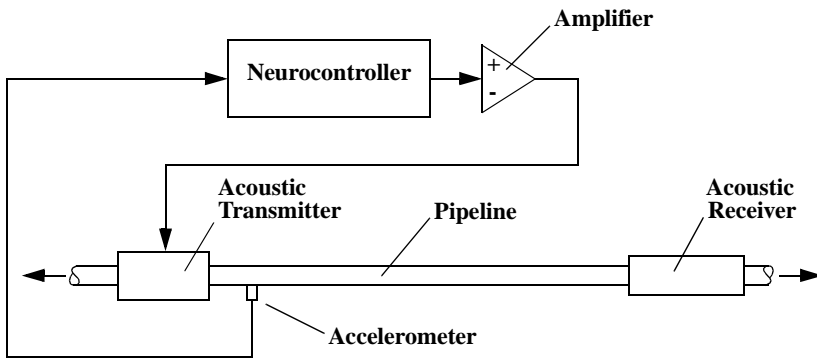 Amplifier
Neurocontroller
+
-
Acoustic
Transmitter
Pipeline
Acoustic
Receiver
Accelerometer